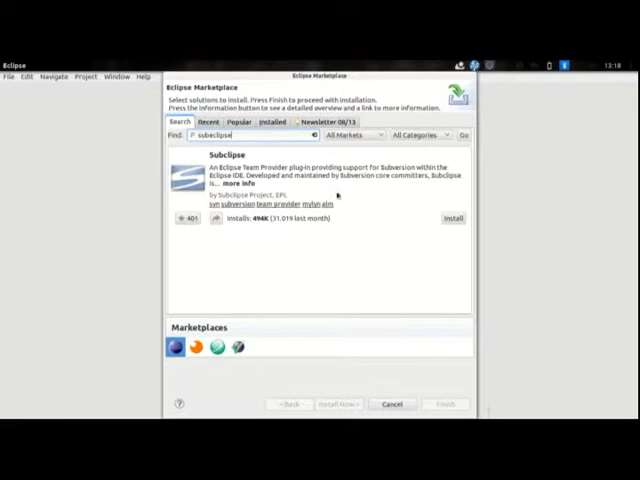 Eclipse
13:18
File Edit Navigate Project Window Help
Eclipse Marketplace
Eclipse Marketplace
Select solutions to install. Press Finish to proceed with installation.
Press the information button to see a detailed overview and a link to more information.
Search Recent Popular Installed Newsletter 08/13
Find: subeclipse All Markets All Categories Go
Subclipse
An Eclipse Team Provider plug-in providing support for Subversion within the
Eclipse IDE. Developed and maintained by Subversion core committers, Subclipse
is... more info
by Subclipse Project, EPL
svn subversion team provider mylyn alm
401 Installs: 494K (31.019 last month) Install
Marketplaces
? < Back Install Now > Cancel Finish